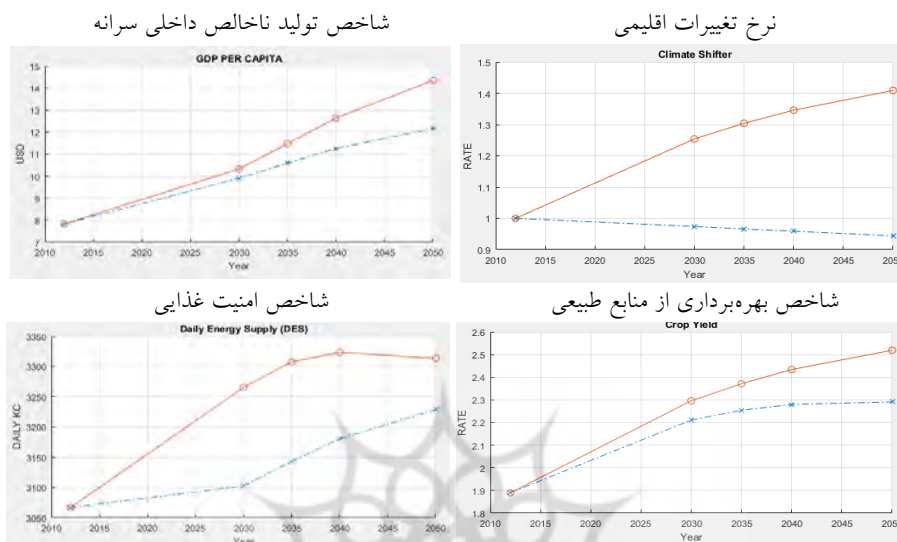 شاخص تولید ناخالص داخلی سرانه
نرخ تغییرات اقلیمی
GDP PER CAPITA
15
14
13
12
11
10
9
8
7
USD
2010 2015 2020 2025 2030 2035 2040 2045 2050
Year
Climate Shifter
1.5
1.4
1.3
1.2
1.1
1
0.9
RATE
2010 2015 2020 2025 2030 2035 2040 2045 205
Year
شاخص امنیت غذایی
شاخص بهره‌برداری از منابع طبیعی
Daily Energy Supply (DES)
3350
3300
3250
3200
3150
3100
3050
DAILY KC
2010 2015 2020 2025 2030 2035 2040 2045 2050
Year
Crop Yield
2.6
2.5
2.4
2.3
2.2
2.1
2
1.9
1.8
RATE
2010 2015 2020 2025 2030 2035 2040 2045 205
Year